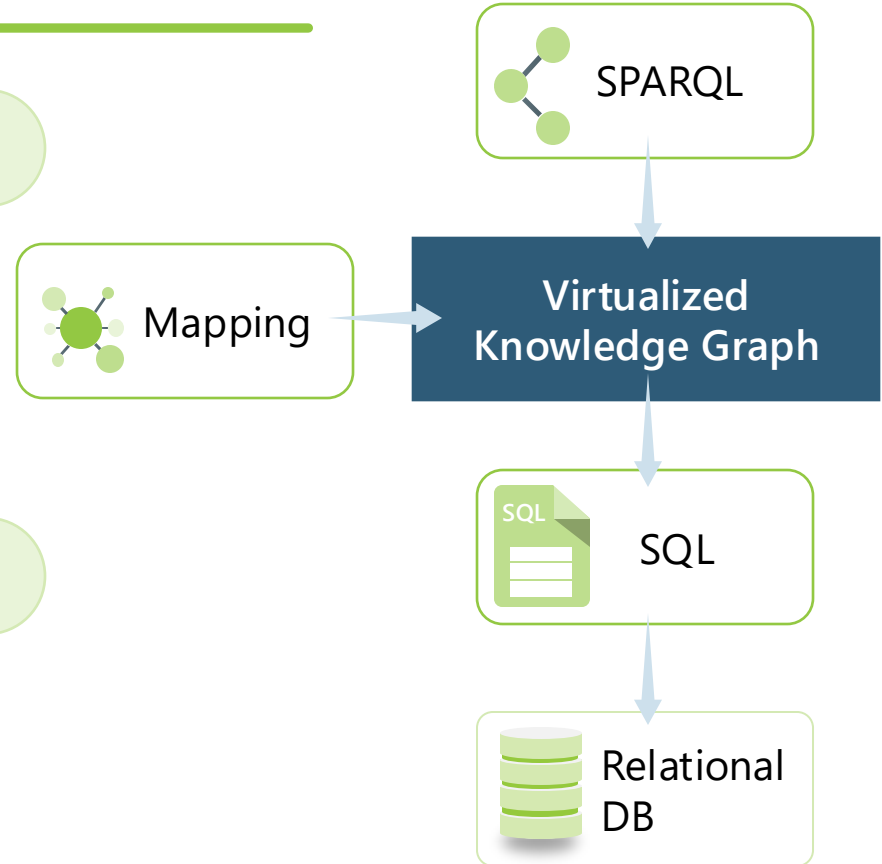 SPARQL
Mapping
Virtualized
Knowledge Graph
SQL
SQL
Relational
DB